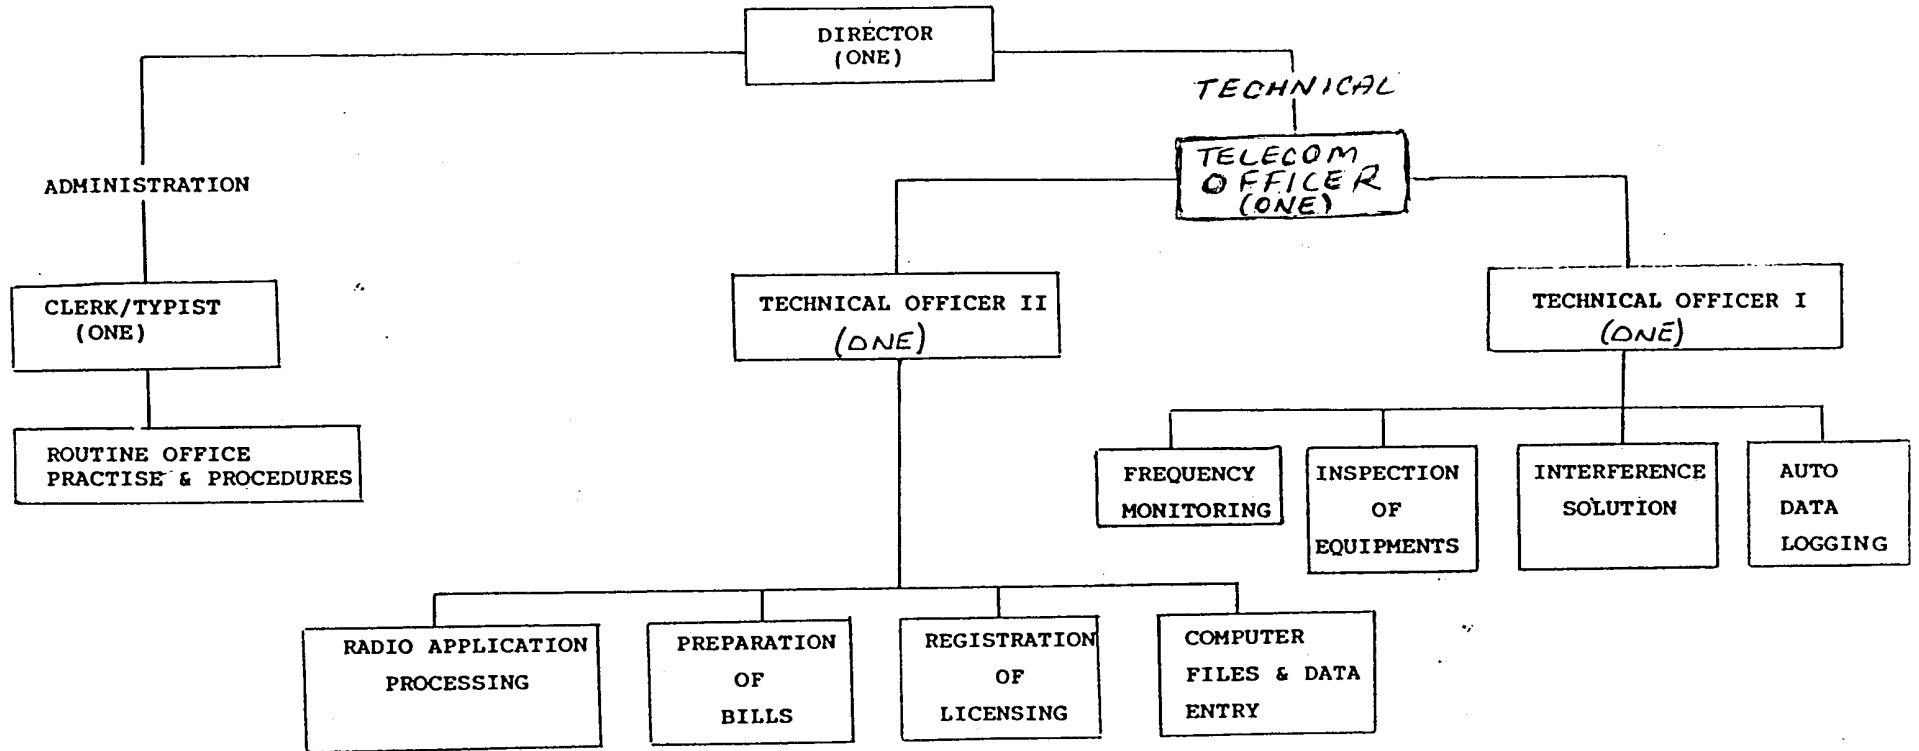 DIRECTOR
(ONE)
TECHNICAL
TELECOM
OFFICER
(ONE)
ADMINISTRATION
CLERK/TYPIST
(ONE)
TECHNICAL OFFICER II
(ONE)
TECHNICAL OFFICER I
(ONE)
ROUTINE OFFICE
PRACTISE & PROCEDURES
FREQUENCY
MONITORING
INSPECTION
OF
EQUIPMENTS
INTERFERENCE
SOLUTION
AUTO
DATA
LOGGING
RADIO APPLICATION
PROCESSING
PREPARATION
OF
BILLS
REGISTRATION
OF
LICENSING
COMPUTER
FILES & DATA
ENTRY